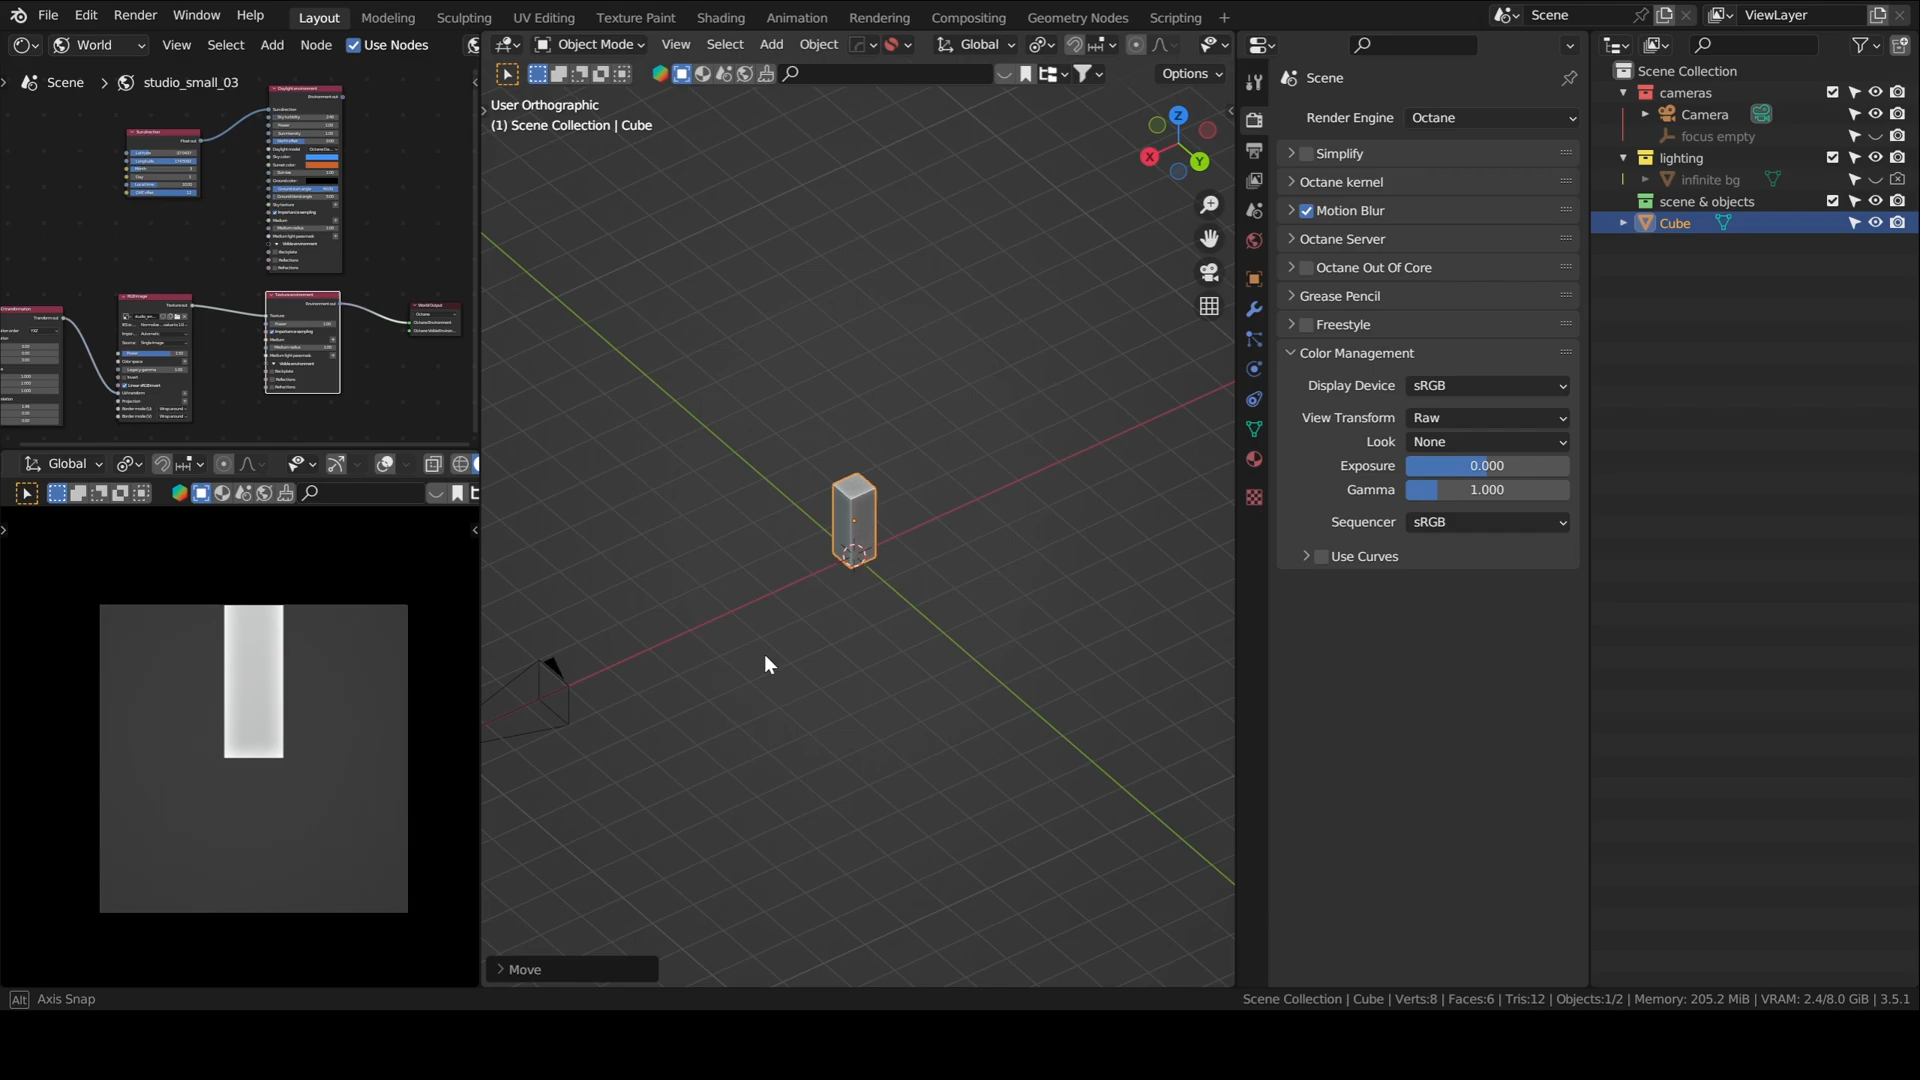 File Edit Render Window Help Layout Modeling Sculpting UV Editing Texture Paint Shading Animation Rendering Compositing Geometry Nodes Scripting + Scene ViewLayer
World View Select Add Node Use Nodes
Object Mode View Select Add Object Global
Options
Scene > studio_small_03
User Orthographic
(1) Scene Collection | Cube
Z
X
Y
Global
Move
Scene
Render Engine Octane
Simplify
Octane kernel
Motion Blur
Octane Server
Octane Out Of Core
Grease Pencil
Freestyle
Color Management
Display Device sRGB
View Transform Raw
Look None
Exposure 0.000
Gamma 1.000
Sequencer sRGB
Use Curves
Scene Collection
cameras
Camera
focus empty
lighting
infinite bg
scene & objects
Cube
Alt Axis Snap
Scene Collection | Cube | Verts:8 | Faces:6 | Tris:12 | Objects:1/2 | Memory: 205.2 MiB | VRAM: 2.4/8.0 GiB | 3.5.1